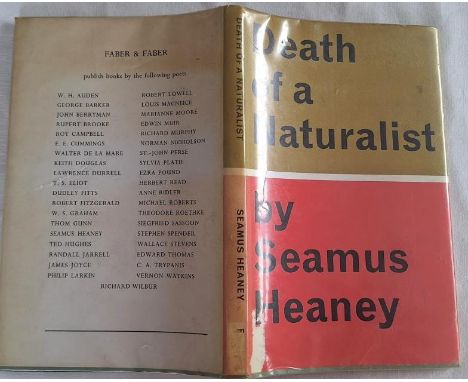 FABER & FABER
publish books by the following poets
W. H. AUDEN ROBERT LOWELL
GEORGE BARKER LOUIS MACNEICE
JOHN BERRYMAN MARIANNE MOORE
RUPERT BROOKE EDWIN MUIR
ROY CAMPBELL RICHARD MURPHY
E. E. CUMMINGS NORMAN NICHOLSON
WALTER DE LA MARE ST.-JOHN PERSE
KEITH DOUGLAS SYLVIA PLATH
LAWRENCE DURRELL EZRA POUND
T. S. ELIOT HERBERT READ
DUDLEY FITTS ANNE RIDLER
ROBERT FITZGERALD MICHAEL ROBERTS
W. S. GRAHAM THEODORE ROETHKE
THOM GUNN SIEGFRIED SASSOON
SEAMUS HEANEY STEPHEN SPENDER
TED HUGHES WALLACE STEVENS
RANDALL JARRELL EDWARD THOMAS
JAMES JOYCE C. A. TRYPANIS
PHILIP LARKIN VERNON WATKINS
RICHARD WILBUR
DEATH OF A NATURALIST
SEAMUS HEANEY
F
Death
of a
Naturalist
by
Seamus
Heaney